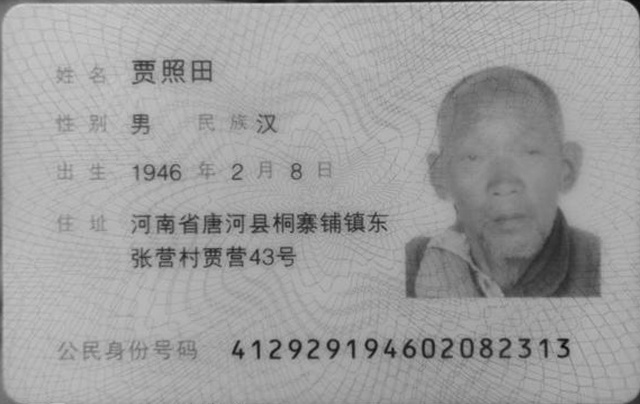 姓名 贾照田
性别 男 民族 汉
出生 1946 年 2 月 8 日
住址 河南省唐河县桐寨铺镇东
张营村贾营43号
公民身份号码 412929194602082313